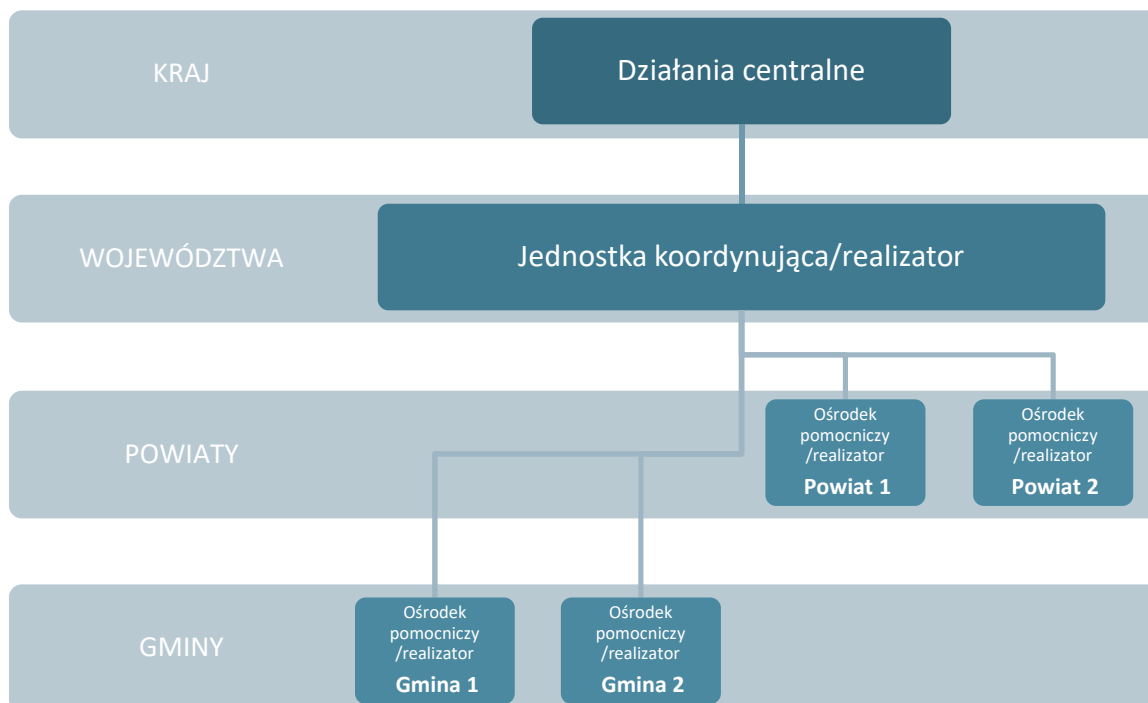 KRAJ
Działania centralne
WOJEWÓDZTWA
Jednostka koordynująca/realizator
POWIATY
Ośrodek
pomocniczy
/realizator
Powiat 1
Ośrodek
pomocniczy
/realizator
Powiat 2
GMINY
Ośrodek
pomocniczy
/realizator
Gmina 1
Ośrodek
pomocniczy
/realizator
Gmina 2